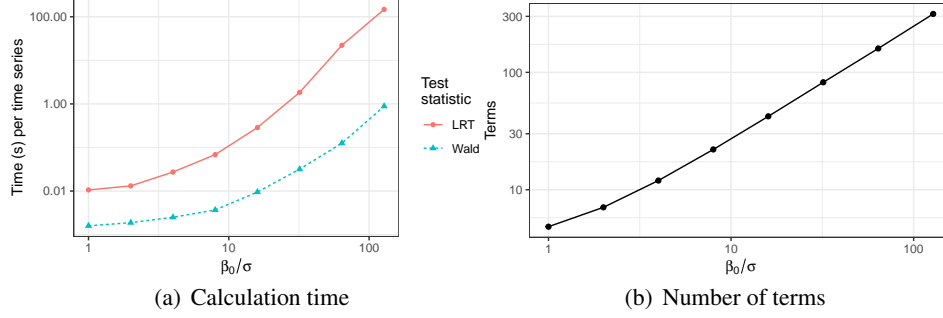 100.00
1.00
0.01
Time (s) per time series
1
10
100
β₀/σ
Test
statistic
LRT
Wald
(a) Calculation time
300
100
30
10
Terms
1
10
100
β₀/σ
(b) Number of terms